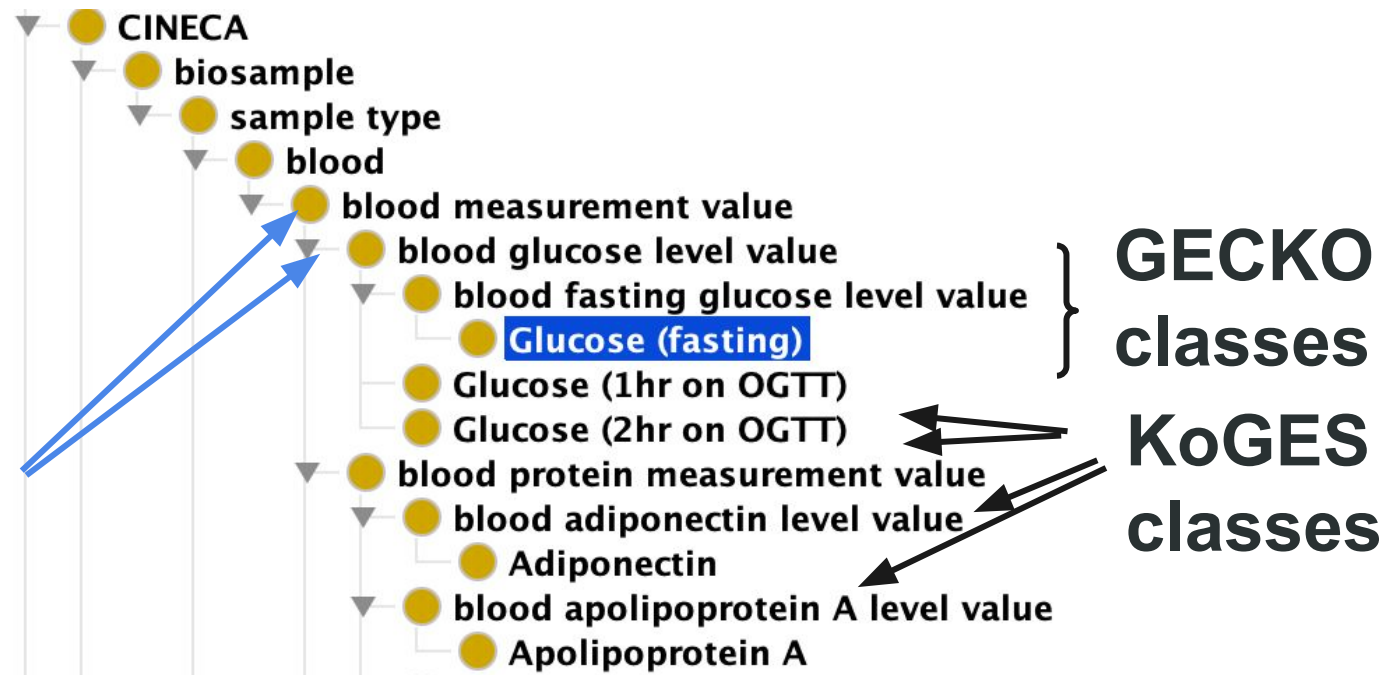 CINECA
biosample
sample type
blood
blood measurement value
blood glucose level value
blood fasting glucose level value
Glucose (fasting)
Glucose (1hr on OGTT)
Glucose (2hr on OGTT)
blood protein measurement value
blood adiponectin level value
Adiponectin
blood apolipoprotein A level value
Apolipoprotein A
GECKO
classes
KoGES
classes